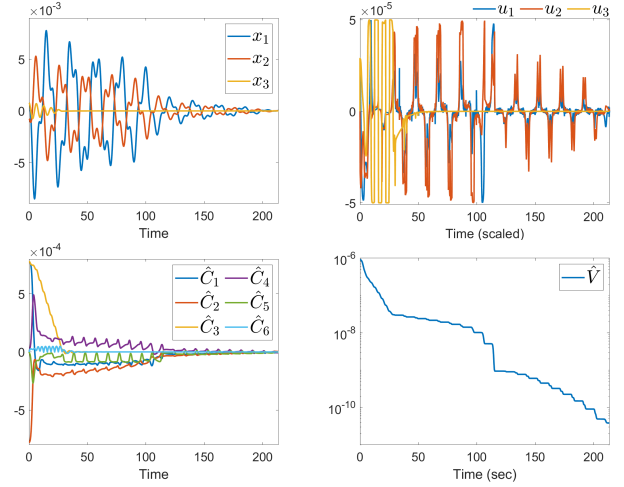 ×10⁻³
5
0
-5
x₁
x₂
x₃
0 50 100 150 200
Time
×10⁻⁵
u₁ u₂ u₃
5
0
-5
0 50 100 150 200
Time (scaled)
×10⁻⁴
5
0
-5
Ĉ₁ Ĉ₄
Ĉ₂ Ĉ₅
Ĉ₃ Ĉ₆
0 50 100 150 200
Time
10⁻⁶
10⁻⁸
10⁻¹⁰
V̂
0 50 100 150 200
Time (sec)